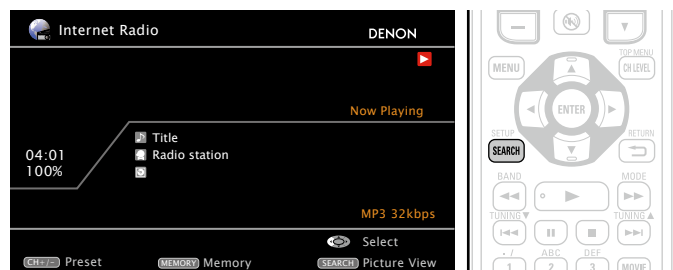 Internet Radio
DENON
Now Playing
Title
04:01
Radio station
100%
MP3 32kbps
Select
CH+/− Preset
MEMORY Memory
SEARCH Picture View
TOP MENU
MENU
CH LEVEL
ENTER
SETUP
RETURN
SEARCH
BAND
MODE
TUNING
TUNING
. /
ABC
DEF
1
2
3
MOVIE